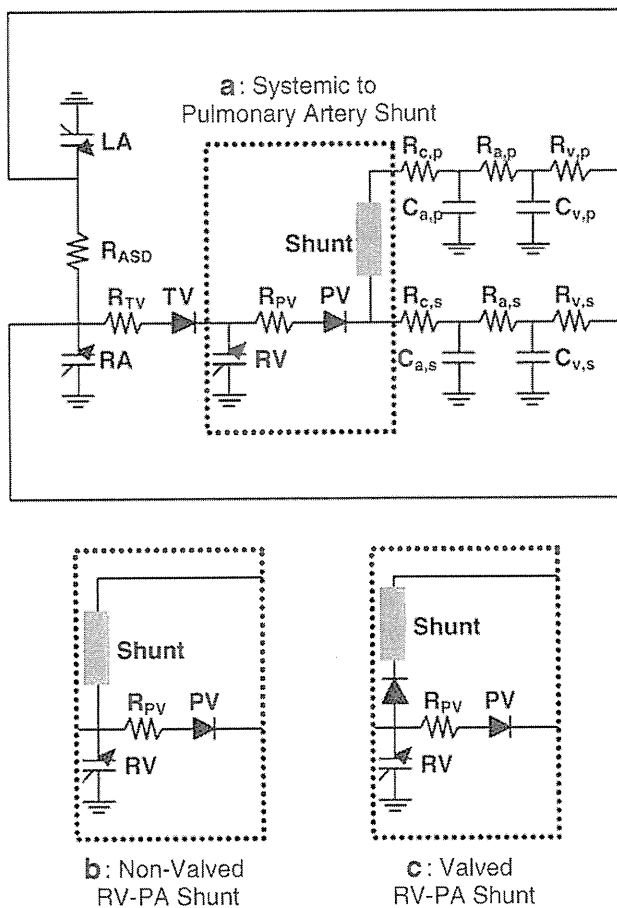 a: Systemic to
Pulmonary Artery Shunt
LA
R_ASD
R_TV TV
RA
R_PV PV
RV
Shunt
R_c,p R_a,p R_v,p
C_a,p C_v,p
R_c,s R_a,s R_v,s
C_a,s C_v,s
Shunt
R_PV PV
RV
b: Non-Valved
RV-PA Shunt
Shunt
R_PV PV
RV
c: Valved
RV-PA Shunt